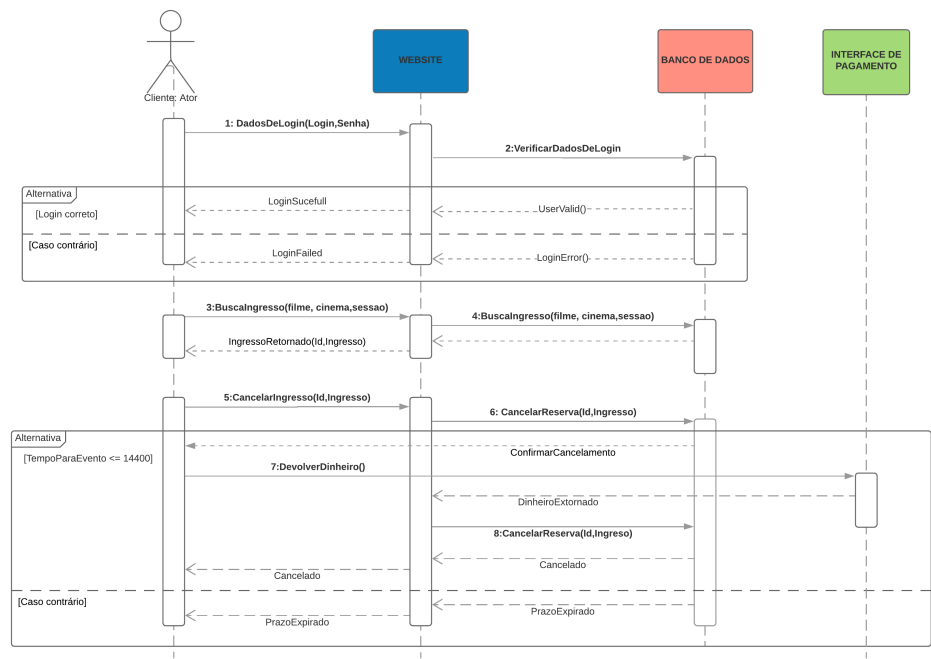 WEBSITE
BANCO DE DADOS
INTERFACE DE
PAGAMENTO
Cliente: Ator
1: DadosDeLogin(Login,Senha)
2:VerificarDadosDeLogin
Alternativa
[Login correto]
LoginSucefull
UserValid()
[Caso contrário]
LoginFailed
LoginError()
3:BuscaIngresso(filme, cinema,sessao)
4:BuscaIngresso(filme, cinema,sessao)
IngressoRetornado(Id,Ingresso)
5:CancelarIngresso(Id,Ingresso)
6: CancelarReserva(Id,Ingresso)
Alternativa
[TempoParaEvento <= 14400]
ConfirmarCancelamento
7:DevolverDinheiro()
DinheiroExtornado
8:CancelarReserva(Id,Ingreso)
Cancelado
Cancelado
[Caso contrário]
PrazoExpirado
PrazoExpirado